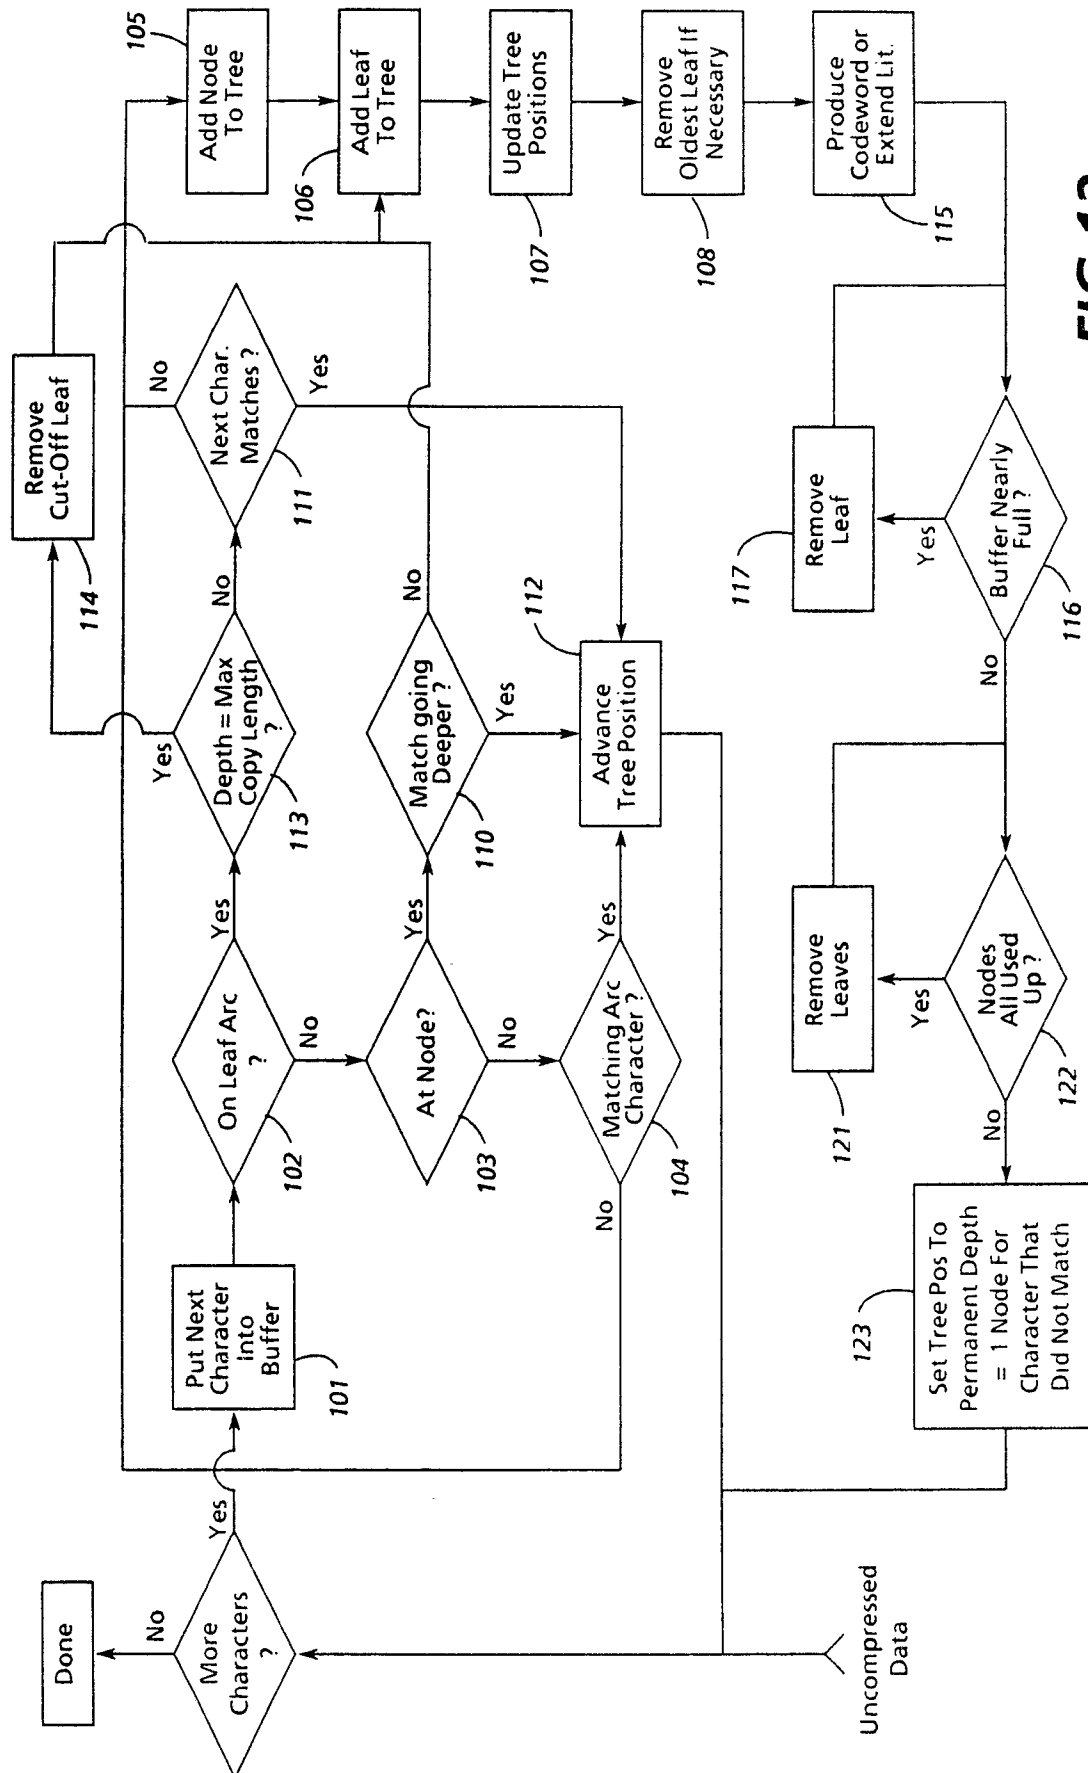 Done
No
More
Characters
?
Yes
Uncompressed
Data
Put Next
Character
into
Buffer
101
On Leaf Arc
?
102
Yes
No
At Node?
103
Yes
No
Matching Arc
Character ?
104
Yes
No
Depth = Max
Copy Length
?
113
Yes
No
Match going
Deeper ?
110
No
Yes
Advance
Tree Position
112
Remove
Cut-Off Leaf
114
Next Char.
Matches ?
111
No
Yes
105
Add Node
To Tree
106
Add Leaf
To Tree
Update Tree
Positions
107
Remove
Oldest Leaf If
Necessary
108
Produce
Codeword or
Extend Lit.
115
Remove
Leaf
117
Yes
Buffer Nearly
Full ?
116
No
Remove
Leaves
121
Yes
Nodes
All Used
Up ?
122
No
Set Tree Pos To
Permanent Depth
= 1 Node For
Character That
Did Not Match
123